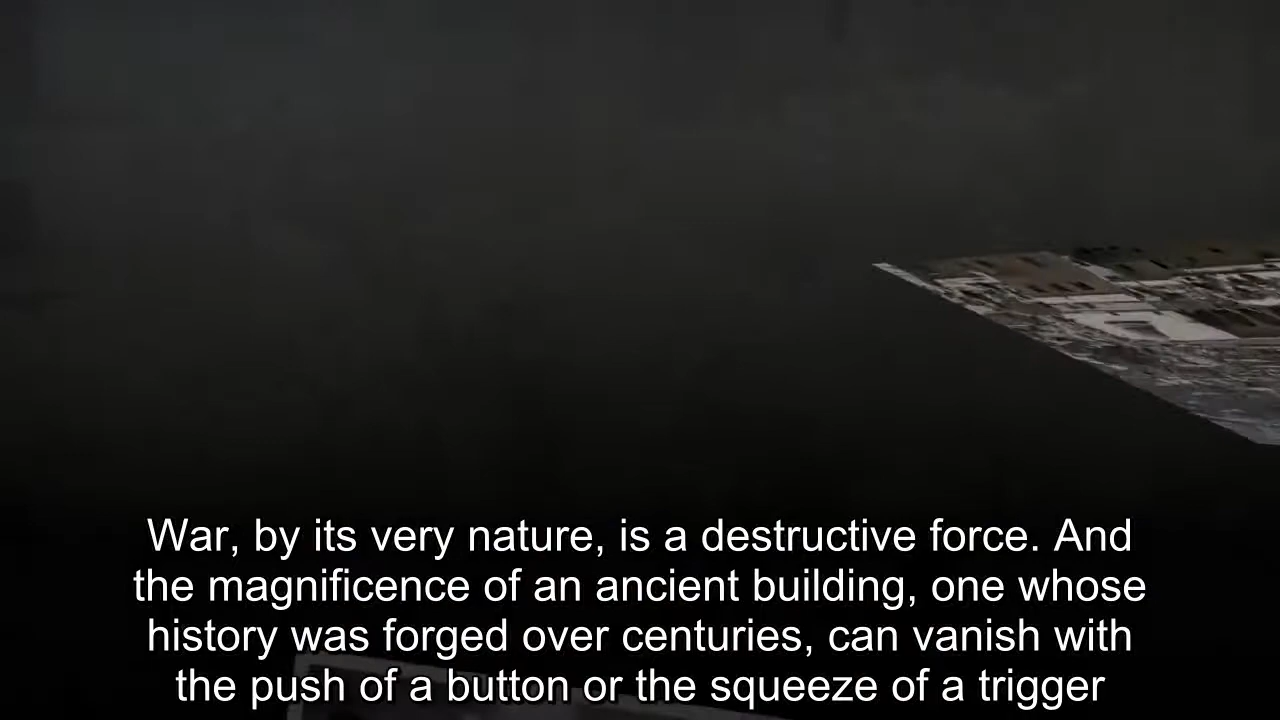 War, by its very nature, is a destructive force. And
the magnificence of an ancient building, one whose
history was forged over centuries, can vanish with
the push of a button or the squeeze of a trigger